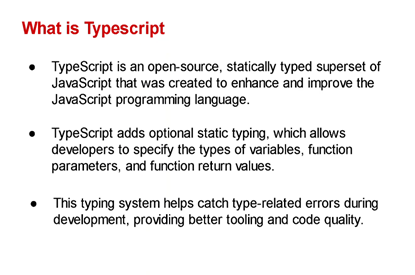 What is Typescript
● TypeScript is an open-source, statically typed superset of
JavaScript that was created to enhance and improve the
JavaScript programming language.
● TypeScript adds optional static typing, which allows
developers to specify the types of variables, function
parameters, and function return values.
● This typing system helps catch type-related errors during
development, providing better tooling and code quality.